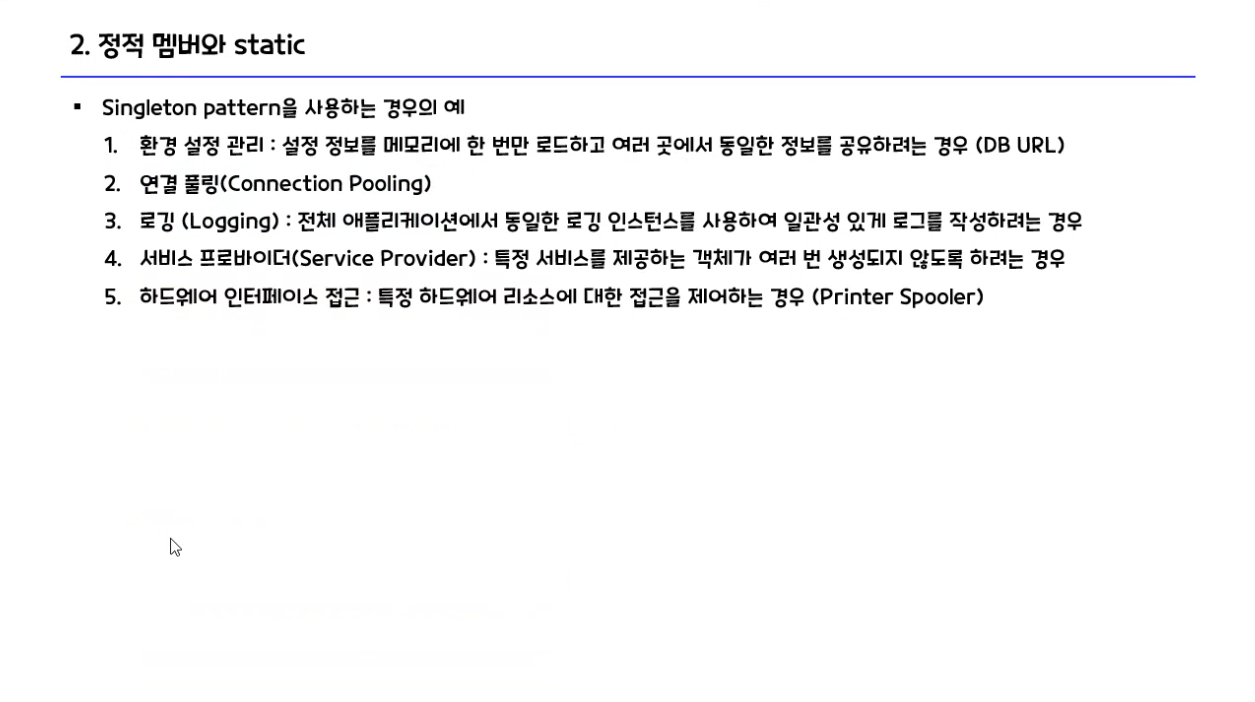 2. 정적 멤버와 static
▪ Singleton pattern을 사용하는 경우의 예
1. 환경 설정 관리 : 설정 정보를 메모리에 한 번만 로드하고 여러 곳에서 동일한 정보를 공유하려는 경우 (DB URL)
2. 연결 풀링(Connection Pooling)
3. 로깅 (Logging) : 전체 애플리케이션에서 동일한 로깅 인스턴스를 사용하여 일관성 있게 로그를 작성하려는 경우
4. 서비스 프로바이더(Service Provider) : 특정 서비스를 제공하는 객체가 여러 번 생성되지 않도록 하려는 경우
5. 하드웨어 인터페이스 접근 : 특정 하드웨어 리소스에 대한 접근을 제어하는 경우 (Printer Spooler)